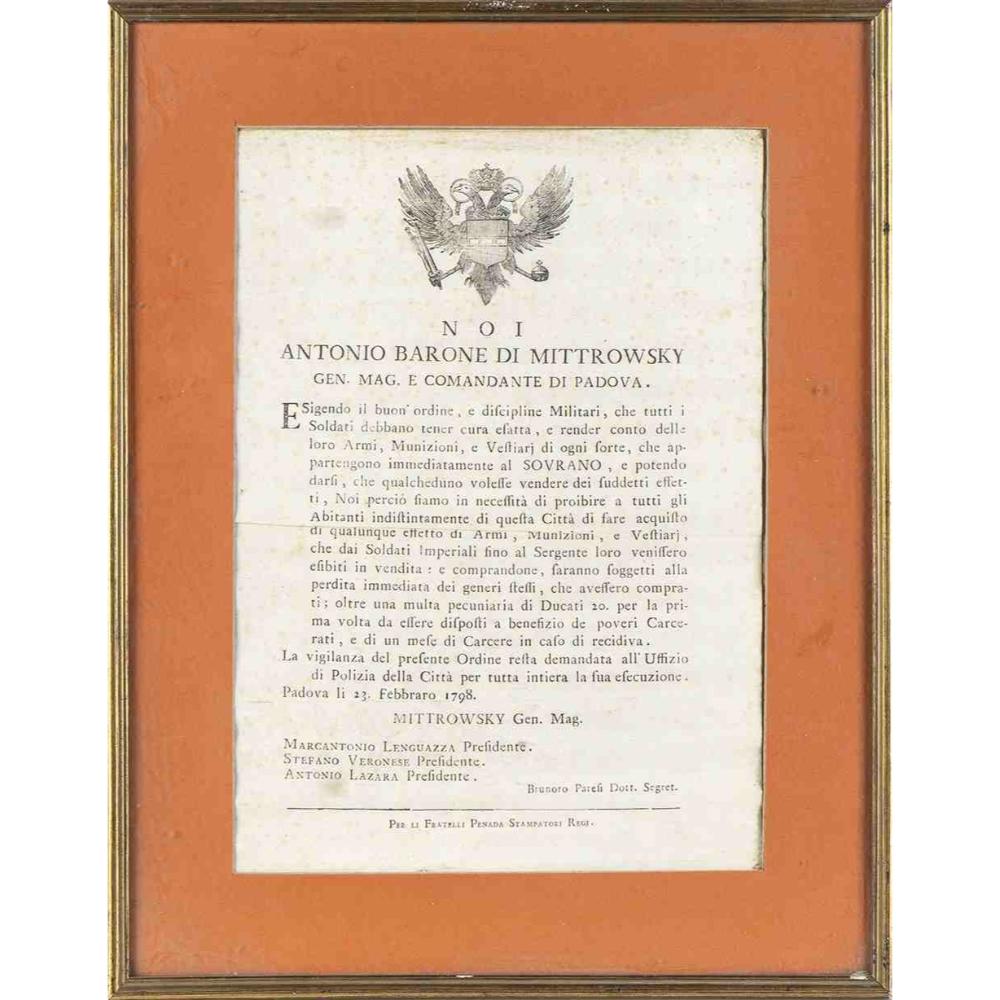 NOI
ANTONIO BARONE DI MITTROWSKY
GEN. MAG. E COMANDANTE DI PADOVA.
ESigendo il buon' ordine, e diſcipline Militari, che tutti i
Soldati debbano tener cura eſatta, e render conto delle
loro Armi, Munizioni, e Veſtiarj di ogni ſorte, che ap-
partengono immediatamente al SOVRANO, e potendo
darſi, che qualcheduno voleſſe vendere dei ſuddetti effet-
ti, Noi perciò ſiamo in neceſſità di proibire a tutti gli
Abitanti indiſtintamente di queſta Città di fare acquiſto
di qualunque effetto di Armi, Munizioni, e Veſtiarj,
che dai Soldati Imperiali fino al Sergente loro veniſſero
eſibiti in vendita: e comprandone, ſaranno ſoggetti alla
perdita immediata dei generi ſteſſi, che aveſſero compra-
ti; oltre una multa pecuniaria di Ducati 20. per la pri-
ma volta da eſſere diſpoſti a benefizio de poveri Carce-
rati, e di un meſe di Carcere in caſo di recidiva.
La vigilanza del preſente Ordine reſta demandata all' Uffizio
di Polizia della Città per tutta intiera la ſua eſecuzione.
Padova li 23. Febbraro 1798.
MITTROWSKY Gen. Mag.
MARCANTONIO LENGUAZZA Preſidente.
STEFANO VERONESE Preſidente.
ANTONIO LAZARA Preſidente.
Brunoro Pareſi Dott. Segret.
PER LI FRATELLI PENADA STAMPATORI REGJ.